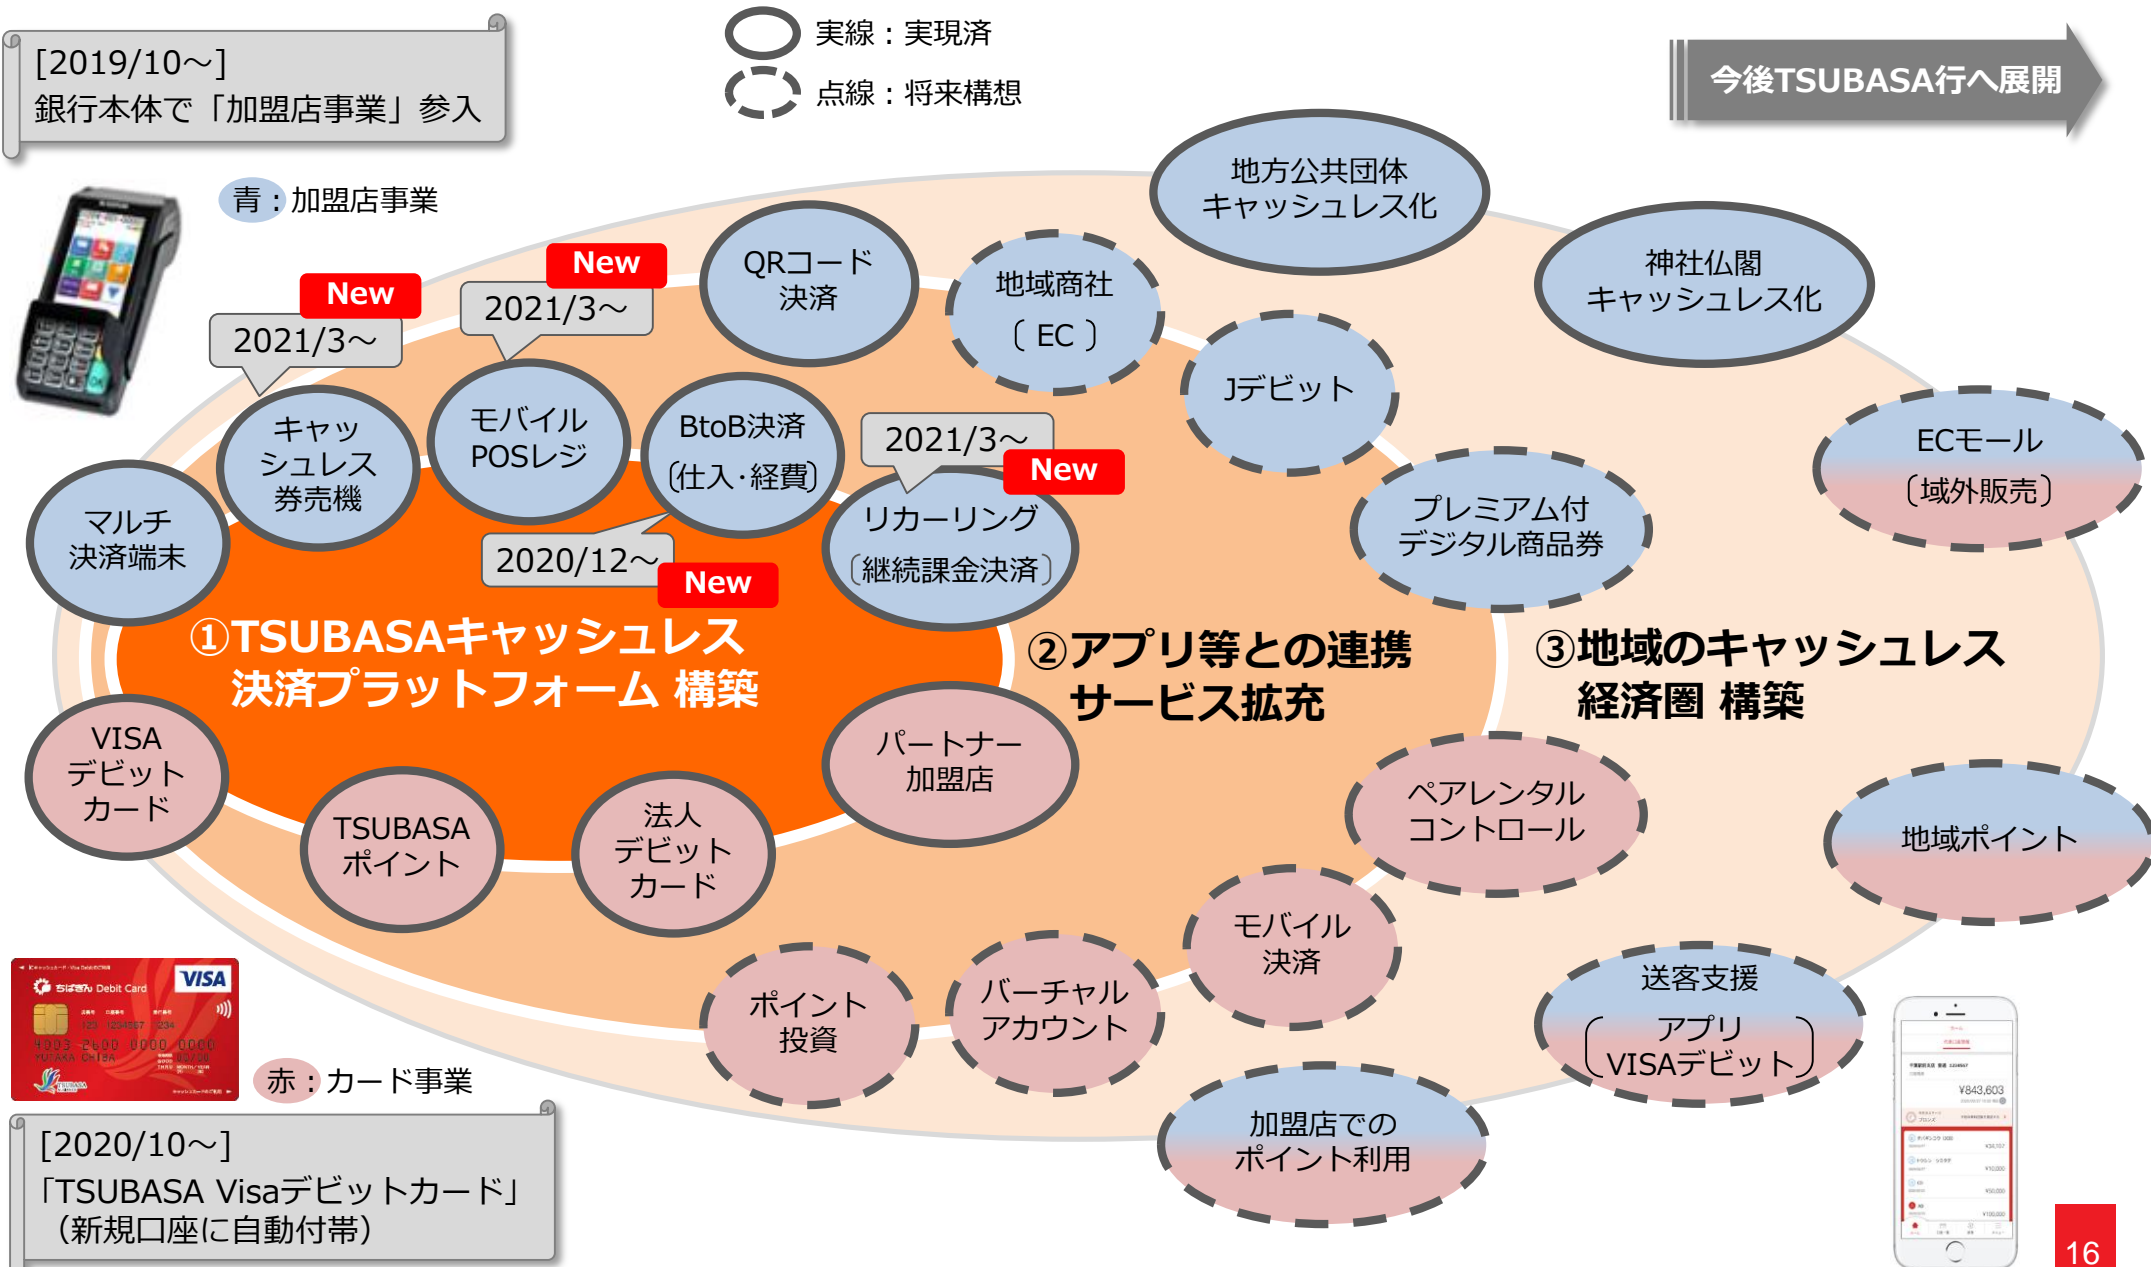 [2019/10～]
銀行本体で「加盟店事業」参入
実線：実現済
点線：将来構想
今後TSUBASA行へ展開
青：加盟店事業
New
2021/3～
キャッ
シュレス
券売機
New
2021/3～
モバイル
POSレジ
QRコード
決済
地域商社
〔 EC 〕
地方公共団体
キャッシュレス化
神社仏閣
キャッシュレス化
Jデビット
BtoB決済
〔仕入・経費〕
2020/12～
New
2021/3～
New
リカーリング
〔継続課金決済〕
マルチ
決済端末
プレミアム付
デジタル商品券
ECモール
〔域外販売〕
①TSUBASAキャッシュレス
決済プラットフォーム 構築
②アプリ等との連携
サービス拡充
③地域のキャッシュレス
経済圏 構築
VISA
デビット
カード
TSUBASA
ポイント
法人
デビット
カード
パートナー
加盟店
ペアレンタル
コントロール
地域ポイント
モバイル
決済
バーチャル
アカウント
ポイント
投資
送客支援
〔アプリ
VISAデビット〕
加盟店での
ポイント利用
ちばぎん Debit Card
VISA
4003 2600 0000 0000
YUTAKA CHIBA
TSUBASA
赤：カード事業
[2020/10～]
「TSUBASA Visaデビットカード」
（新規口座に自動付帯）
¥843,603
16